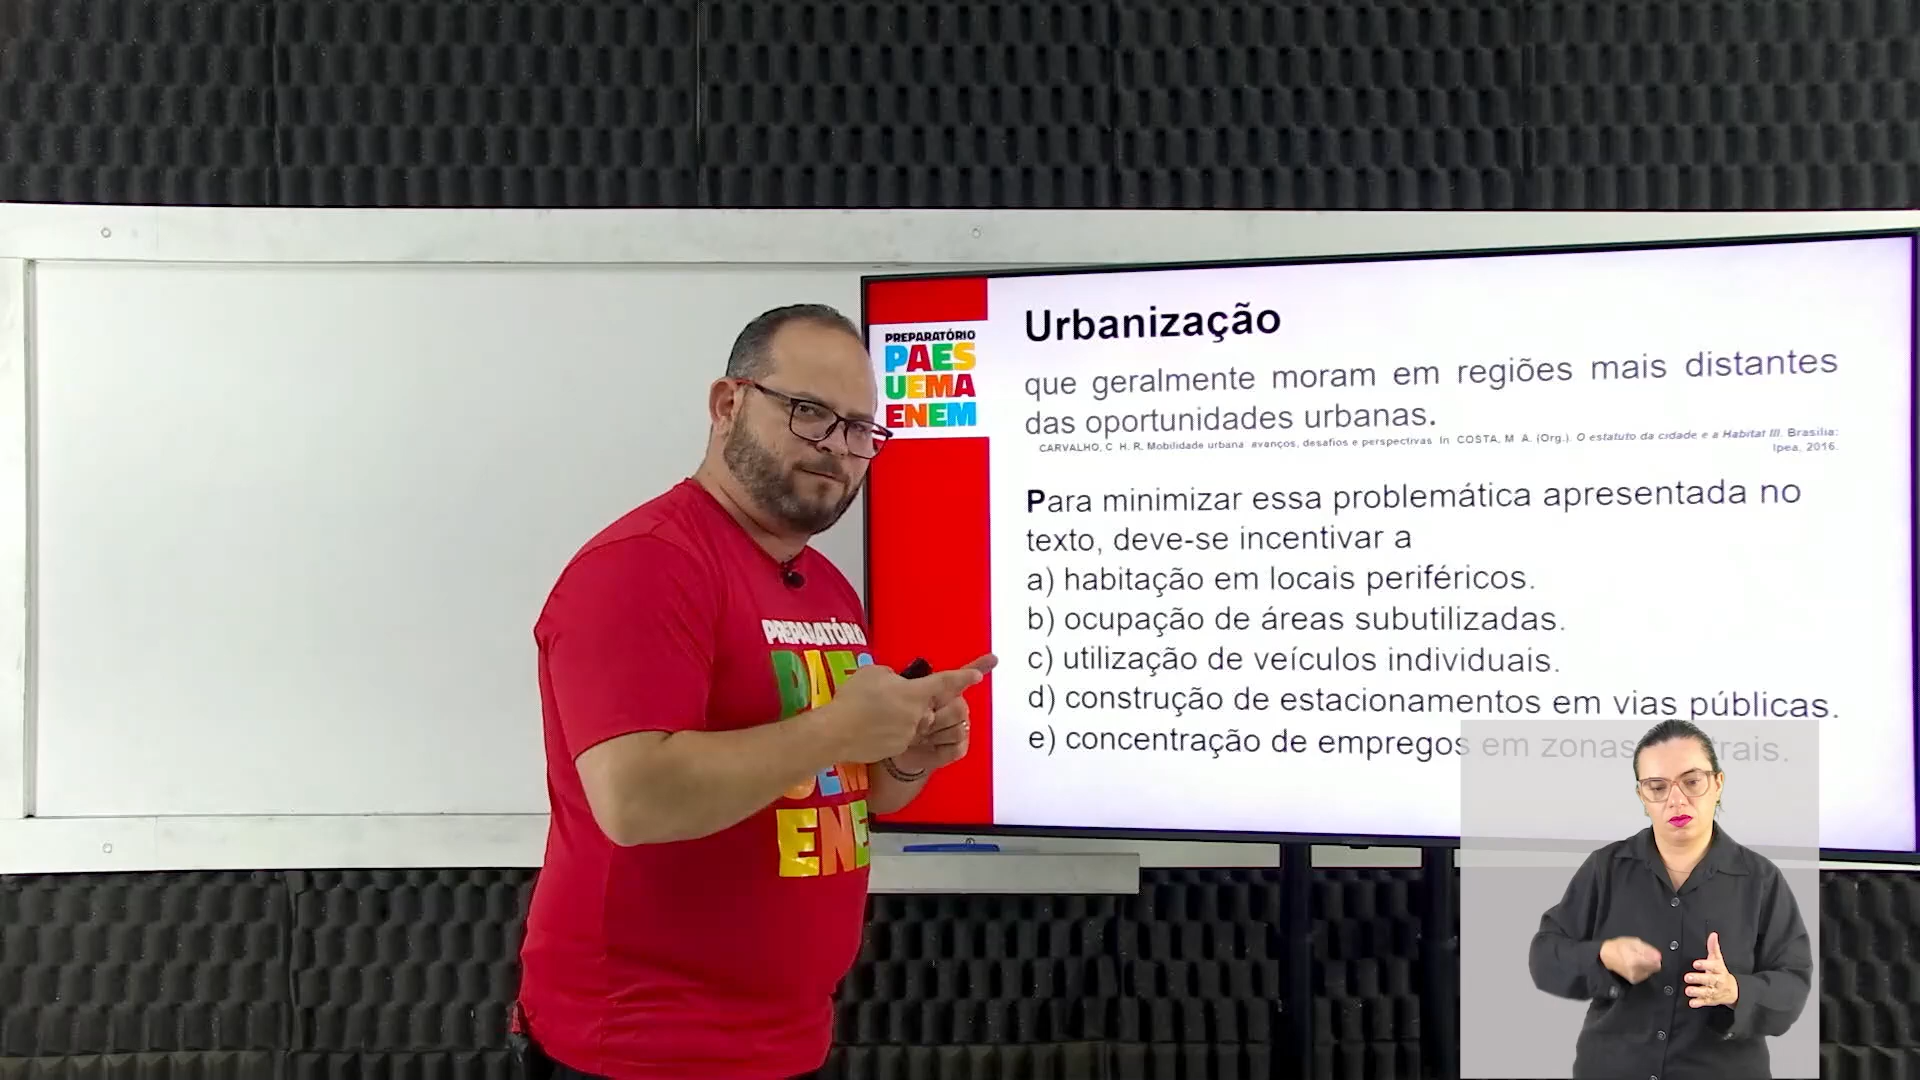 Urbanização
que geralmente moram em regiões mais distantes
das oportunidades urbanas.
CARVALHO, C. H. R. Mobilidade urbana: avanços, desafios e perspectivas. In: COSTA, M. A. (Org.). O estatuto da cidade e a Habitat III. Brasília:
Ipea, 2016.
Para minimizar essa problemática apresentada no
texto, deve-se incentivar a
a) habitação em locais periféricos.
b) ocupação de áreas subutilizadas.
c) utilização de veículos individuais.
d) construção de estacionamentos em vias públicas.
e) concentração de empregos em zonas
PREPARATÓRIO
PAES
UEMA
ENEM
PREPARATÓRIO